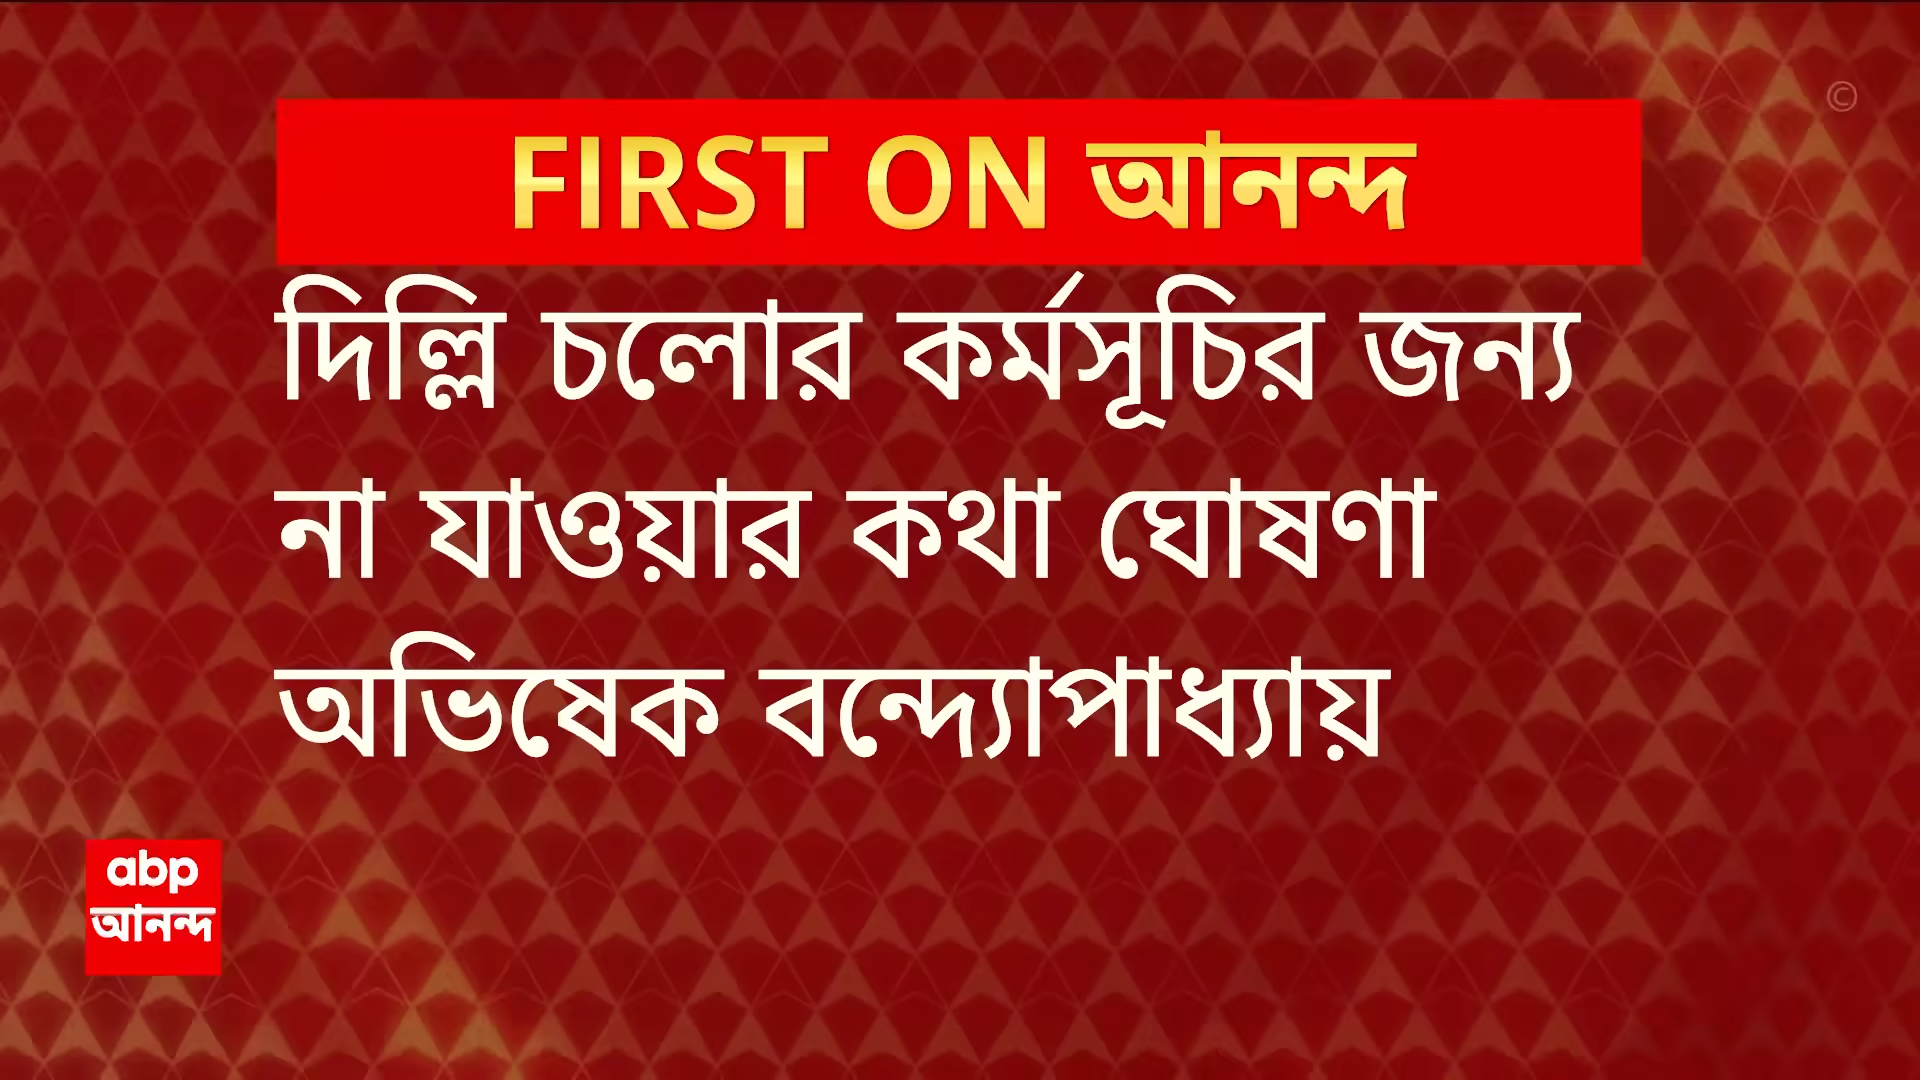 ©
FIRST ON আনন্দ
দিল্লি চলোর কর্মসূচির জন্য
না যাওয়ার কথা ঘোষণা
অভিষেক বন্দ্যোপাধ্যায়
abp
আনন্দ